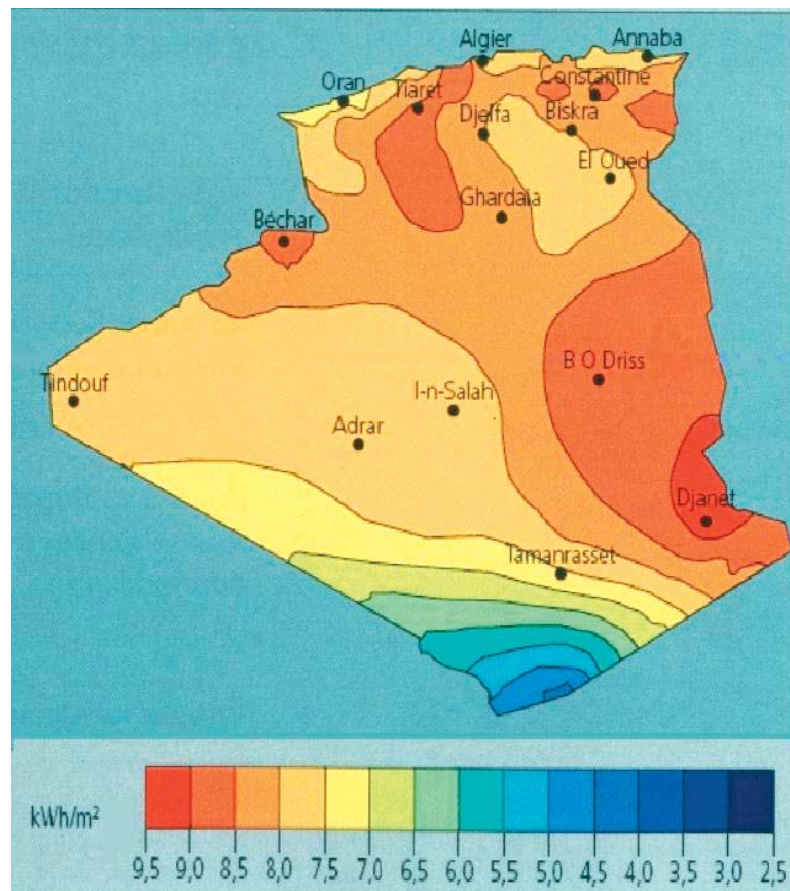 Algier
Annaba
Oran
Constantine
Tiaret
Djelfa
Biskra
El Oued
Ghardaïa
Béchar
B O Driss
Tindouf
I-n-Salah
Adrar
Djanet
Tamanrasset
kWh/m²
9,5 9,0 8,5 8,0 7,5 7,0 6,5 6,0 5,5 5,0 4,5 4,0 3,5 3,0 2,5